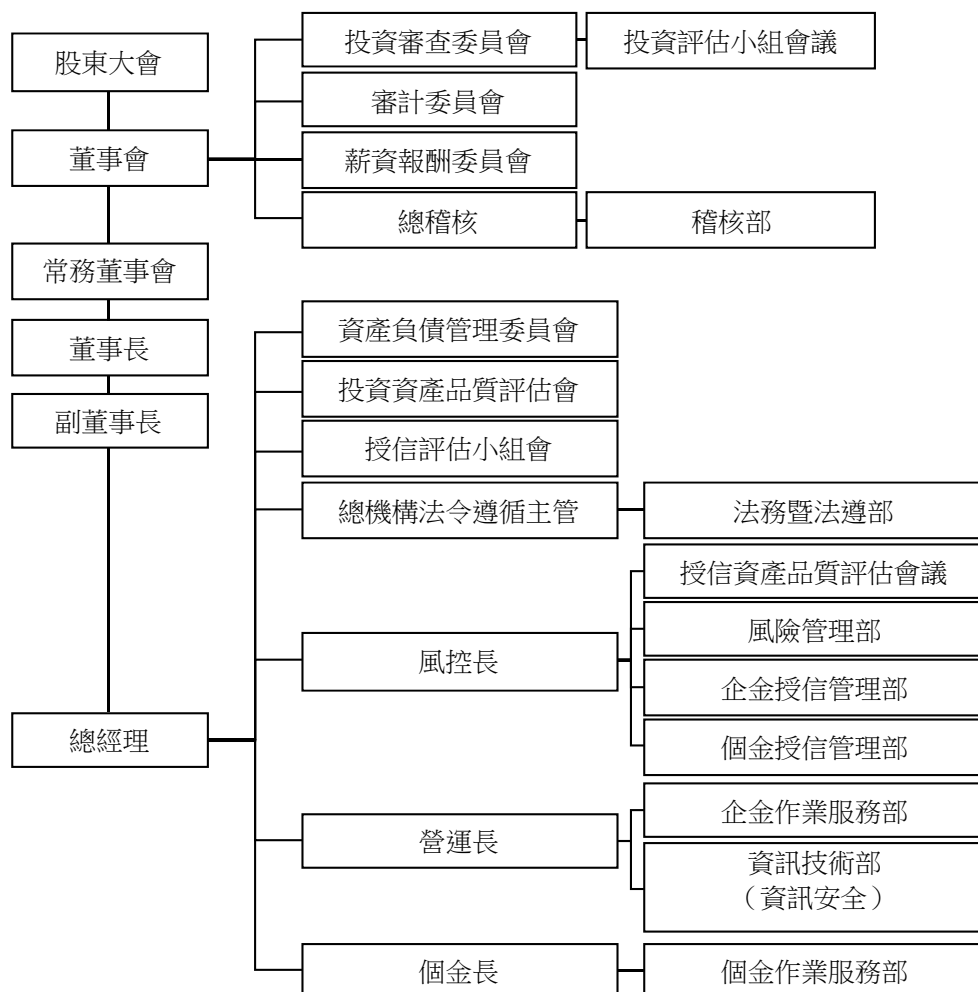 股東大會
董事會
常務董事會
董事長
副董事長
總經理
投資審查委員會
投資評估小組會議
審計委員會
薪資報酬委員會
總稽核
稽核部
資產負債管理委員會
投資資產品質評估會
授信評估小組會
總機構法令遵循主管
法務暨法遵部
風控長
授信資產品質評估會議
風險管理部
企金授信管理部
個金授信管理部
營運長
企金作業服務部
資訊技術部
（資訊安全）
個金長
個金作業服務部